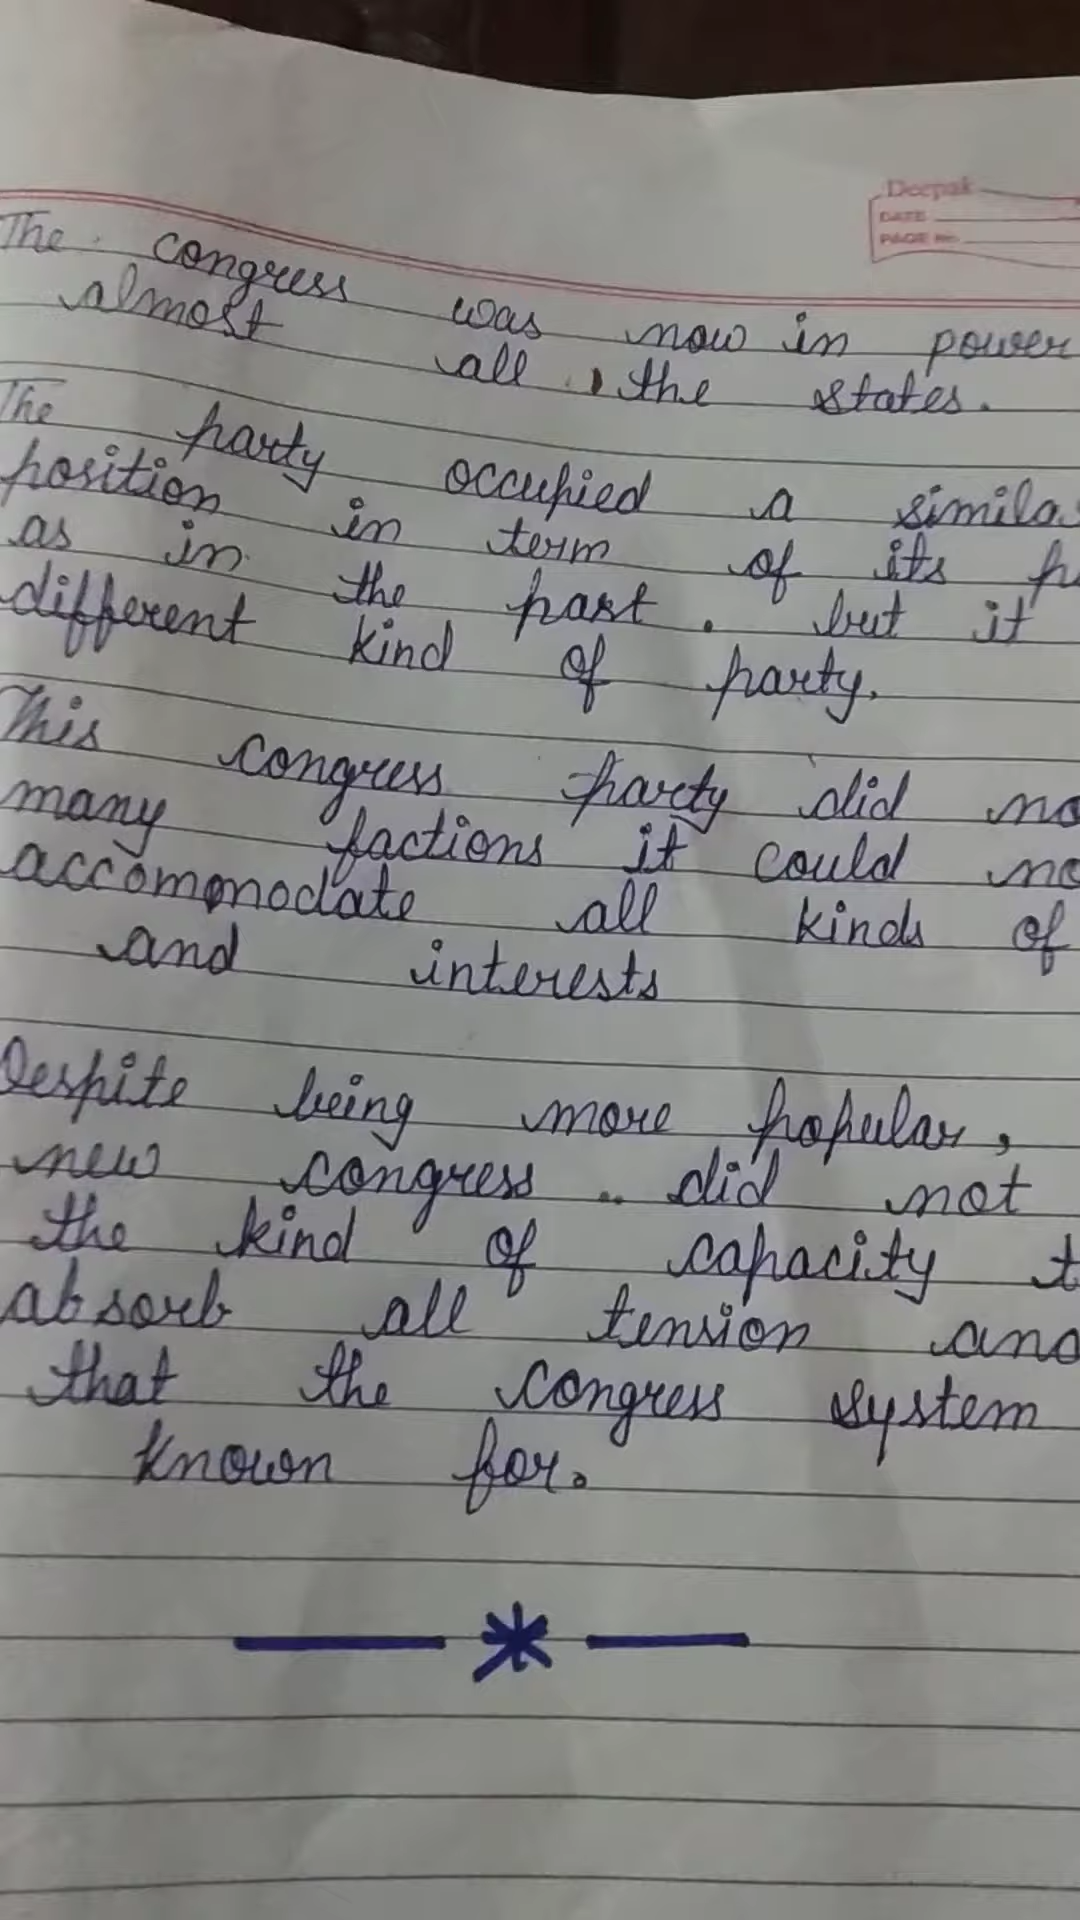 Deepak
DATE
PAGE No.
The congress was now in power
almost all the states.
The party occupied a
position in term of its
as in the past. but it
different kind of party.
This congress party did
many factions it could
accomonodate all kinds of
and interests
Despite being more popular,
new congress did not
the kind of capacity
absorb all tension
that the congress system
known for.